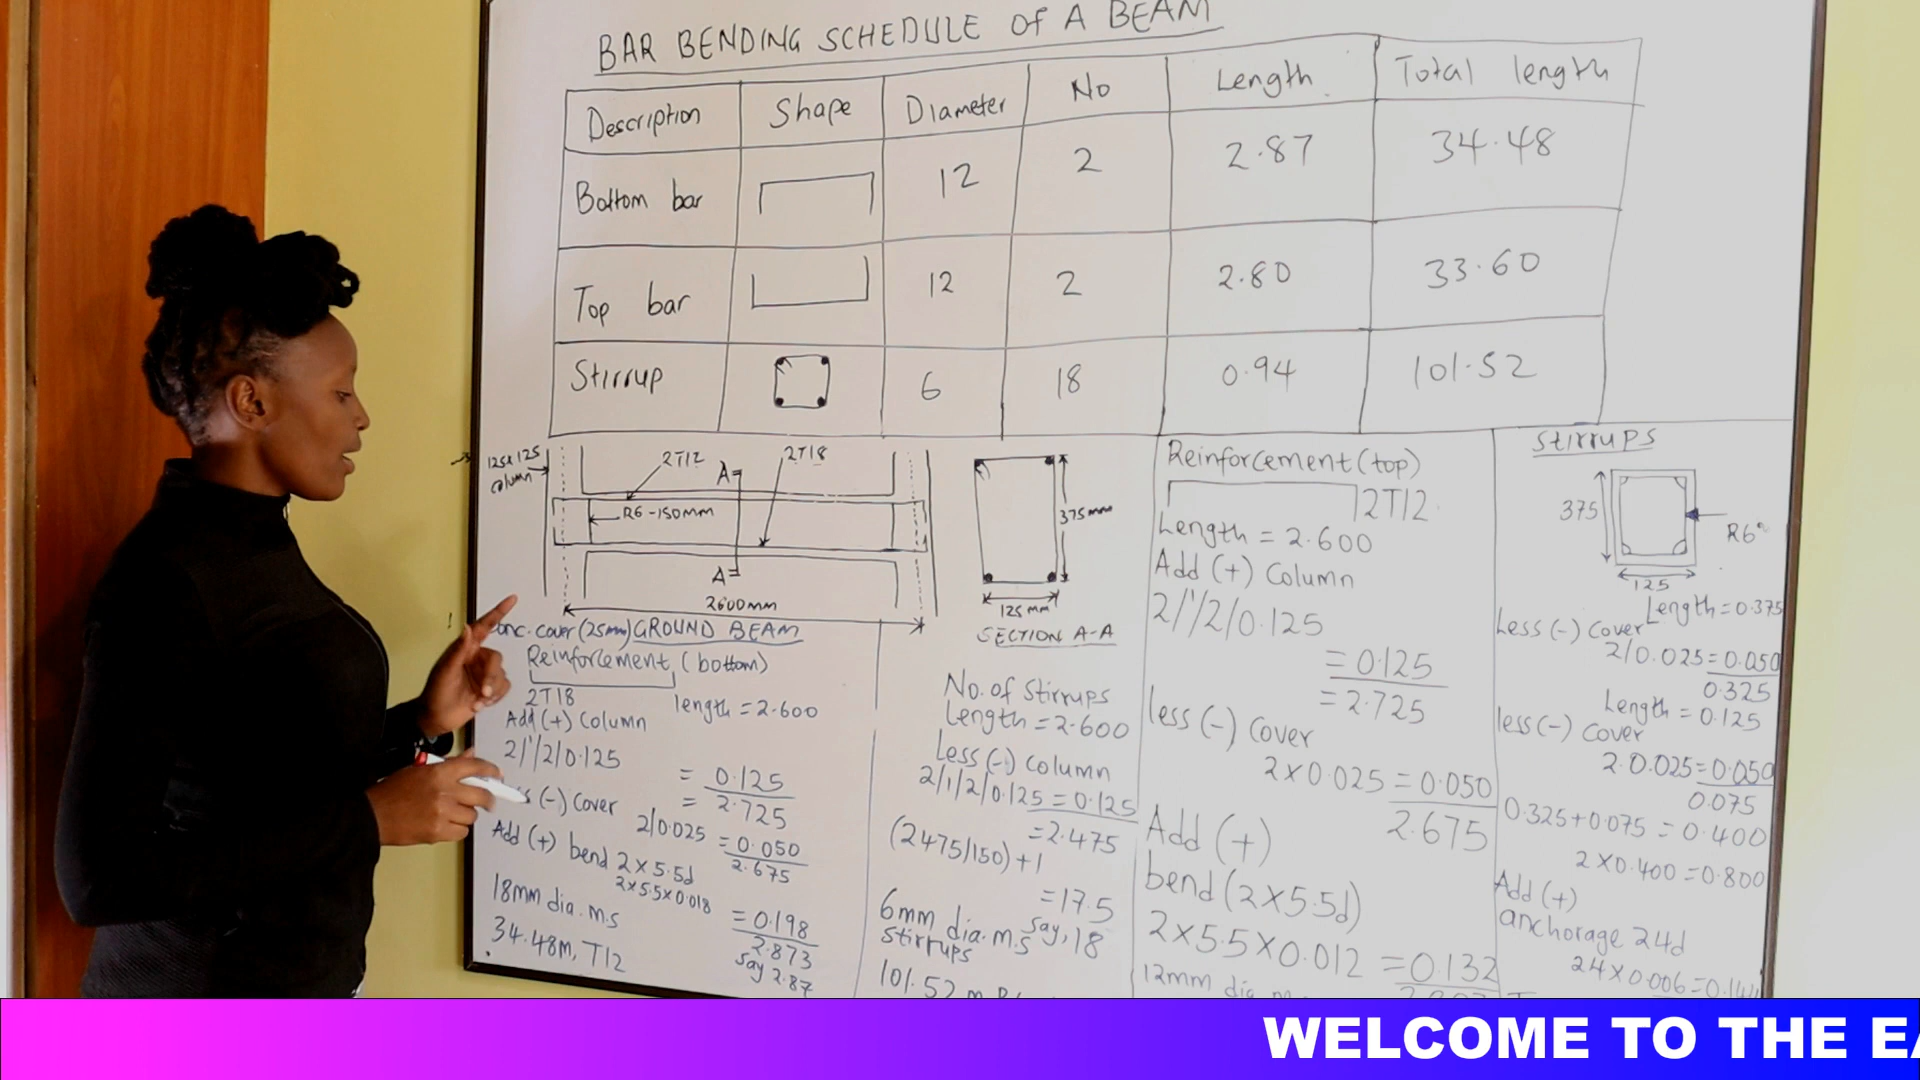 BAR BENDING SCHEDULE Of A BEAM
Description Shape Diameter No Length Total length
Bottom bar 12 2 2.87 34.48
Top bar 12 2 2.80 33.60
Stirrup 6 18 0.94 101.52
125x125
column
2T12
A
2T18
R6-150mm
A
2600mm
conc. cover (25mm) GROUND BEAM
Reinforcement (bottom)
2T18
length = 2.600
Add (+) Column
2/1/2/0.125
= 0.125
= 2.725
(-) Cover
2/0.025 = 0.050
2.675
Add (+) bend 2 x 5.5d
2x5.5x0.018
= 0.198
2.873
say 2.87
18mm dia. m.s
34.48m, T12
375mm
125mm
SECTION A-A
No. of Stirrups
Length = 2.600
Less (-) Column
2/1/2/0.125 = 0.125
= 2.475
(2475/150)+1
= 17.5
say, 18
6mm dia. m.s
stirrups
101.52 m
Reinforcement (top)
2T12
Length = 2.600
Add (+) Column
2/1/2/0.125
= 0.125
= 2.725
less (-) Cover
2 x 0.025 = 0.050
2.675
Add (+)
bend (2 x 5.5d)
2 x 5.5 x 0.012 = 0.132
12mm dia
Stirrups
375
R6
125
Length = 0.375
Less (-) Cover
2/0.025 = 0.050
0.325
Length = 0.125
less (-) Cover
2.0.025 = 0.050
0.075
0.325 + 0.075 = 0.400
2 x 0.400 = 0.800
Add (+)
anchorage 24d
24 x 0.006 = 0.144
WELCOME TO THE EA